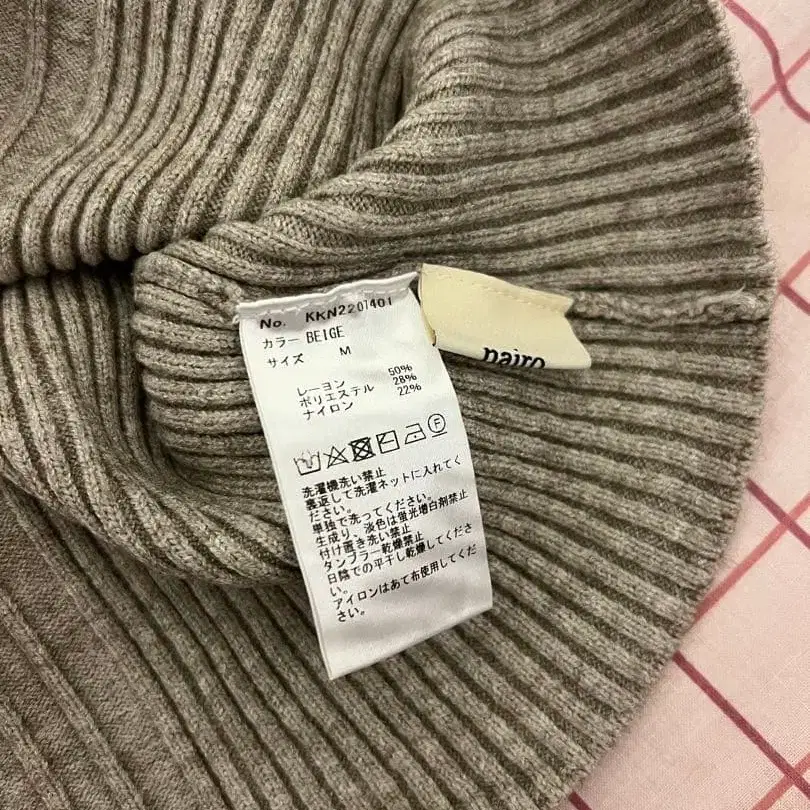 No. KKN2207401
カラー BEIGE
サイズ M
レーヨン 50%
ポリエステル 28%
ナイロン 22%
洗濯機洗い禁止
裏返して洗濯ネットに入れてく
ださい。
単独で洗ってください。
生成り、淡色は蛍光増白剤禁止
付け置き洗い禁止
タンブラー乾燥禁止
日陰での平干し乾燥してくださ
い。
アイロンはあて布使用してくだ
さい。
pairo